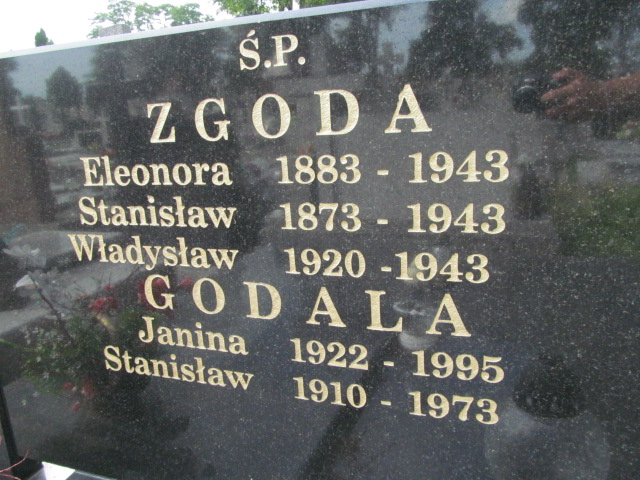 Ś.P.
ZGODA
Eleonora 1883 - 1943
Stanisław 1873 - 1943
Władysław 1920 - 1943
GODALA
Janina 1922 - 1995
Stanisław 1910 - 1973